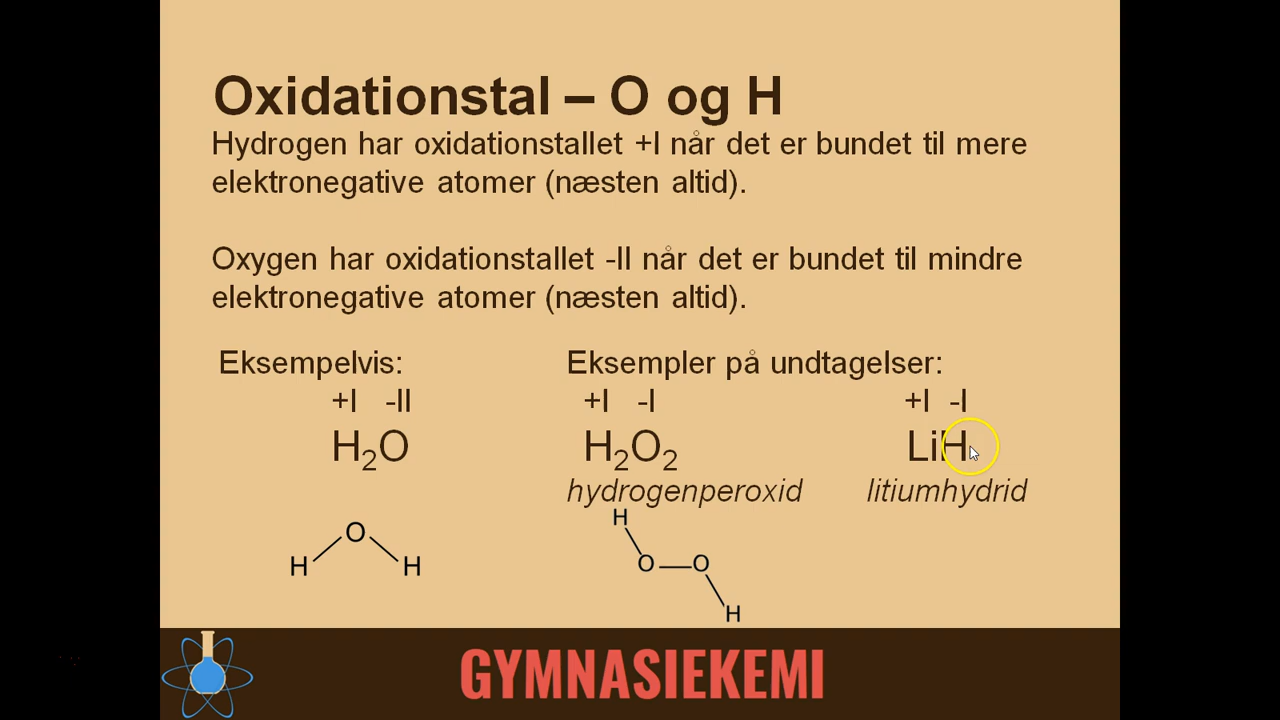 Oxidationstal – O og H
Hydrogen har oxidationstallet +I når det er bundet til mere
elektronegative atomer (næsten altid).
Oxygen har oxidationstallet -II når det er bundet til mindre
elektronegative atomer (næsten altid).
Eksempelvis:
+I -II
H₂O
H O H
Eksempler på undtagelser:
+I -I
H₂O₂
hydrogenperoxid
H
O O
H
+I -I
LiH
litiumhydrid
GYMNASIEKEMI